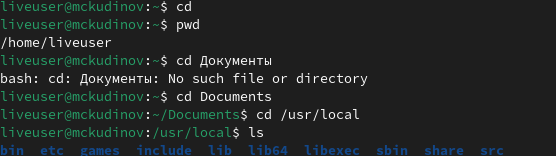 liveuser@mckudinov:~$ cd
liveuser@mckudinov:~$ pwd
/home/liveuser
liveuser@mckudinov:~$ cd Документы
bash: cd: Документы: No such file or directory
liveuser@mckudinov:~$ cd Documents
liveuser@mckudinov:~/Documents$ cd /usr/local
liveuser@mckudinov:/usr/local$ ls
bin etc games include lib lib64 libexec sbin share src